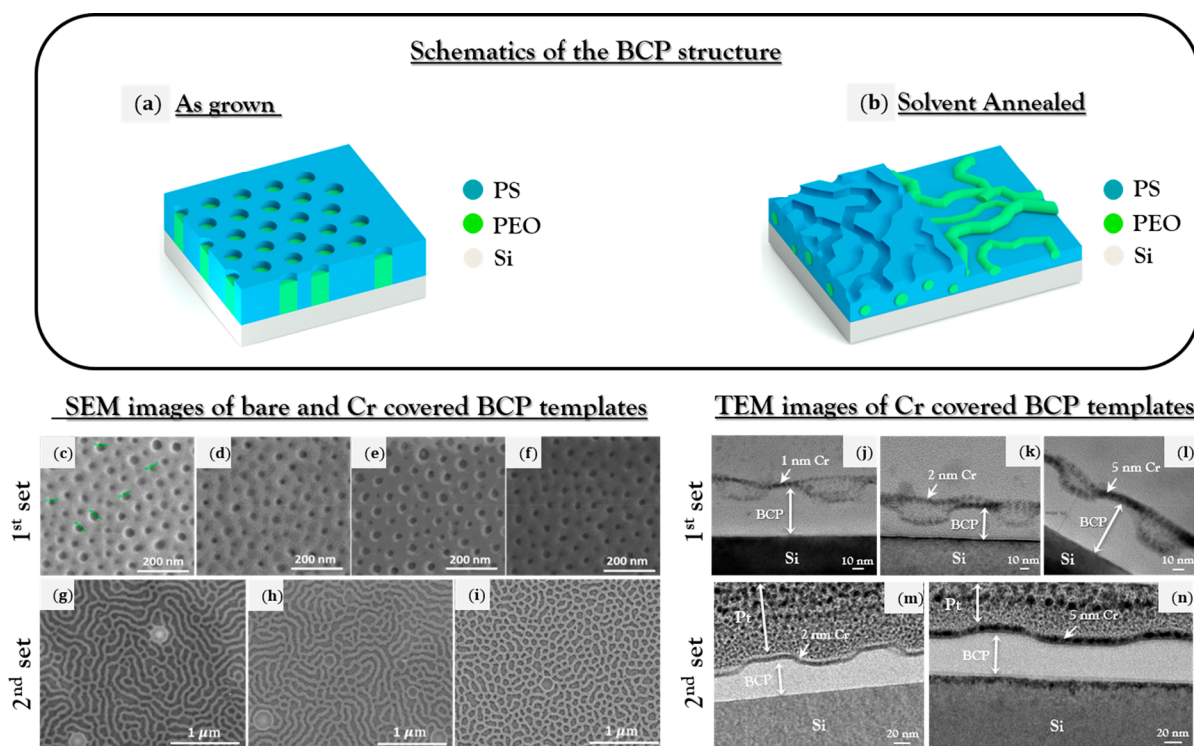 Schematics of the BCP structure
(a) As grown
(b) Solvent Annealed
PS
PEO
Si
PS
PEO
Si
SEM images of bare and Cr covered BCP templates
TEM images of Cr covered BCP templates
1st set
(c)
200 nm
(d)
200 nm
(e)
200 nm
(f)
200 nm
2nd set
(g)
1 μm
(h)
1 μm
(i)
1 μm
1st set
(j)
1 nm Cr
BCP
Si
10 nm
(k)
2 nm Cr
BCP
Si
10 nm
(l)
5 nm Cr
BCP
Si
10 nm
2nd set
(m)
Pt
2 nm Cr
BCP
Si
20 nm
(n)
Pt
5 nm Cr
BCP
Si
20 nm